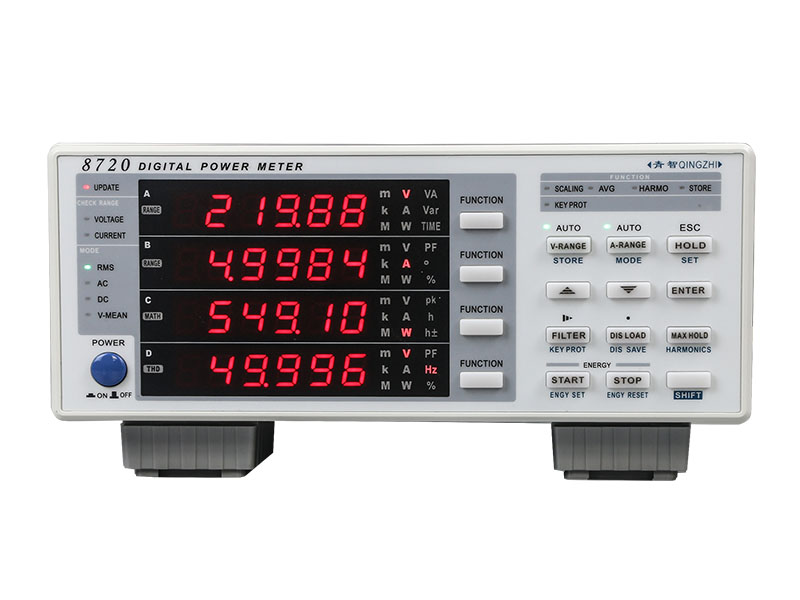 8720 DIGITAL POWER METER
青智 QINGZHI
UPDATE
CHECK RANGE
VOLTAGE
CURRENT
MODE
RMS
AC
DC
V-MEAN
POWER
ON OFF
A
RANGE
219.88
m V VA
k A Var
M W TIME
B
RANGE
4.9984
m V PF
k A °
M W %
C
MATH
549.10
m V pk
k A h
M W h±
D
THD
49.996
m V PF
k A Hz
M W %
FUNCTION
FUNCTION
FUNCTION
FUNCTION
FUNCTION
SCALING AVG HARMO STORE
KEY PROT
AUTO AUTO ESC
V-RANGE A-RANGE HOLD
STORE MODE SET
ENTER
FILTER DIS LOAD MAX HOLD
KEY PROT DIS SAVE HARMONICS
ENERGY
START STOP
ENGY SET ENGY RESET SHIFT